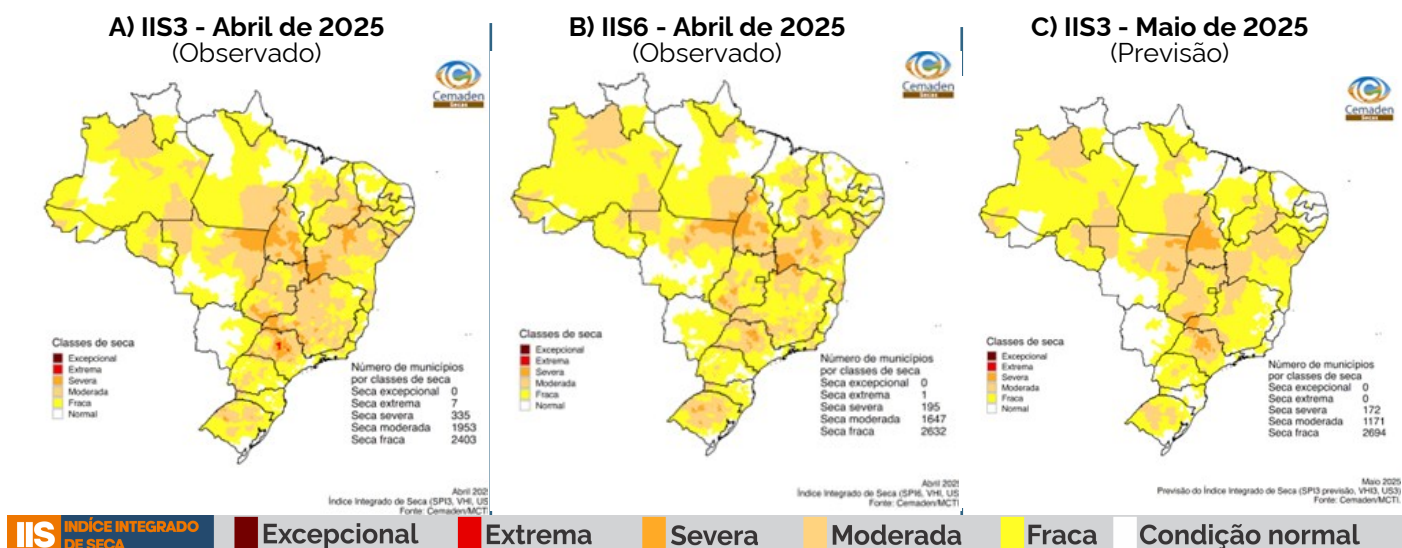 A) IIS3 - Abril de 2025
(Observado)
Cemaden
Secas
Classes de seca
Excepcional
Extrema
Severa
Moderada
Fraca
Normal
Número de municípios
por classes de seca
Seca excepcional 0
Seca extrema 7
Seca severa 335
Seca moderada 1953
Seca fraca 2403
Abril 202
Índice Integrado de Seca (SPI3, VHI, US
Fonte: Cemaden/MCT
B) IIS6 - Abril de 2025
(Observado)
Cemaden
Secas
Classes de seca
Excepcional
Extrema
Severa
Moderada
Fraca
Normal
Número de municípios
por classes de seca
Seca excepcional 0
Seca extrema 1
Seca severa 195
Seca moderada 1647
Seca fraca 2632
Abril 202
Índice Integrado de Seca (SPI6, VHI, US
Fonte: Cemaden/MCTI
C) IIS3 - Maio de 2025
(Previsão)
Cemaden
Secas
Classes de seca
Excepcional
Extrema
Severa
Moderada
Fraca
Normal
Número de municípios
por classes de seca
Seca excepcional 0
Seca extrema 0
Seca severa 172
Seca moderada 1171
Seca fraca 2694
Maio 2025
Previsão do Índice Integrado de Seca (SPI3 previsão, VHI3, US3)
Fonte: Cemaden/MCTI.
IIS INDÍCE INTEGRADO
DE SECA
Excepcional Extrema Severa Moderada Fraca Condição normal